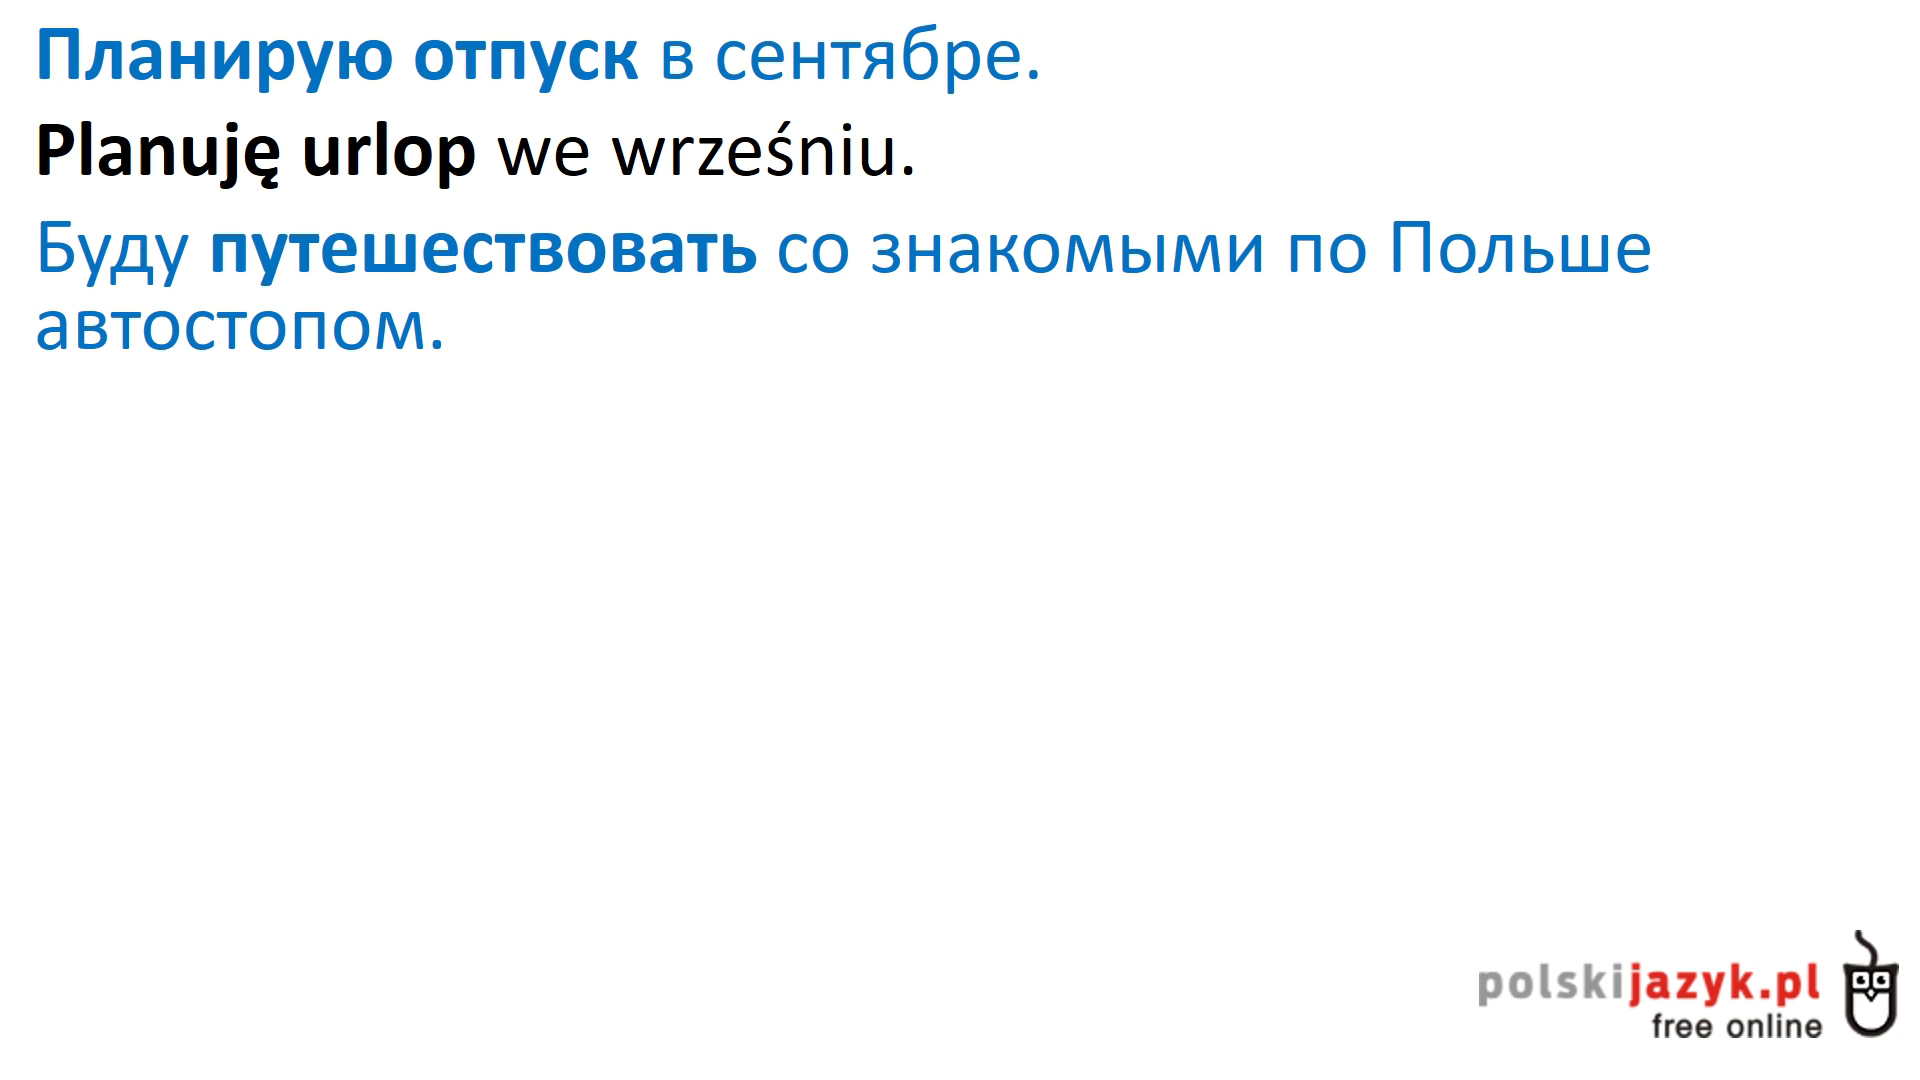 Планирую отпуск в сентябре.
Planuję urlop we wrześniu.
Буду путешествовать со знакомыми по Польше
автостопом.
polskijazyk.pl
free online